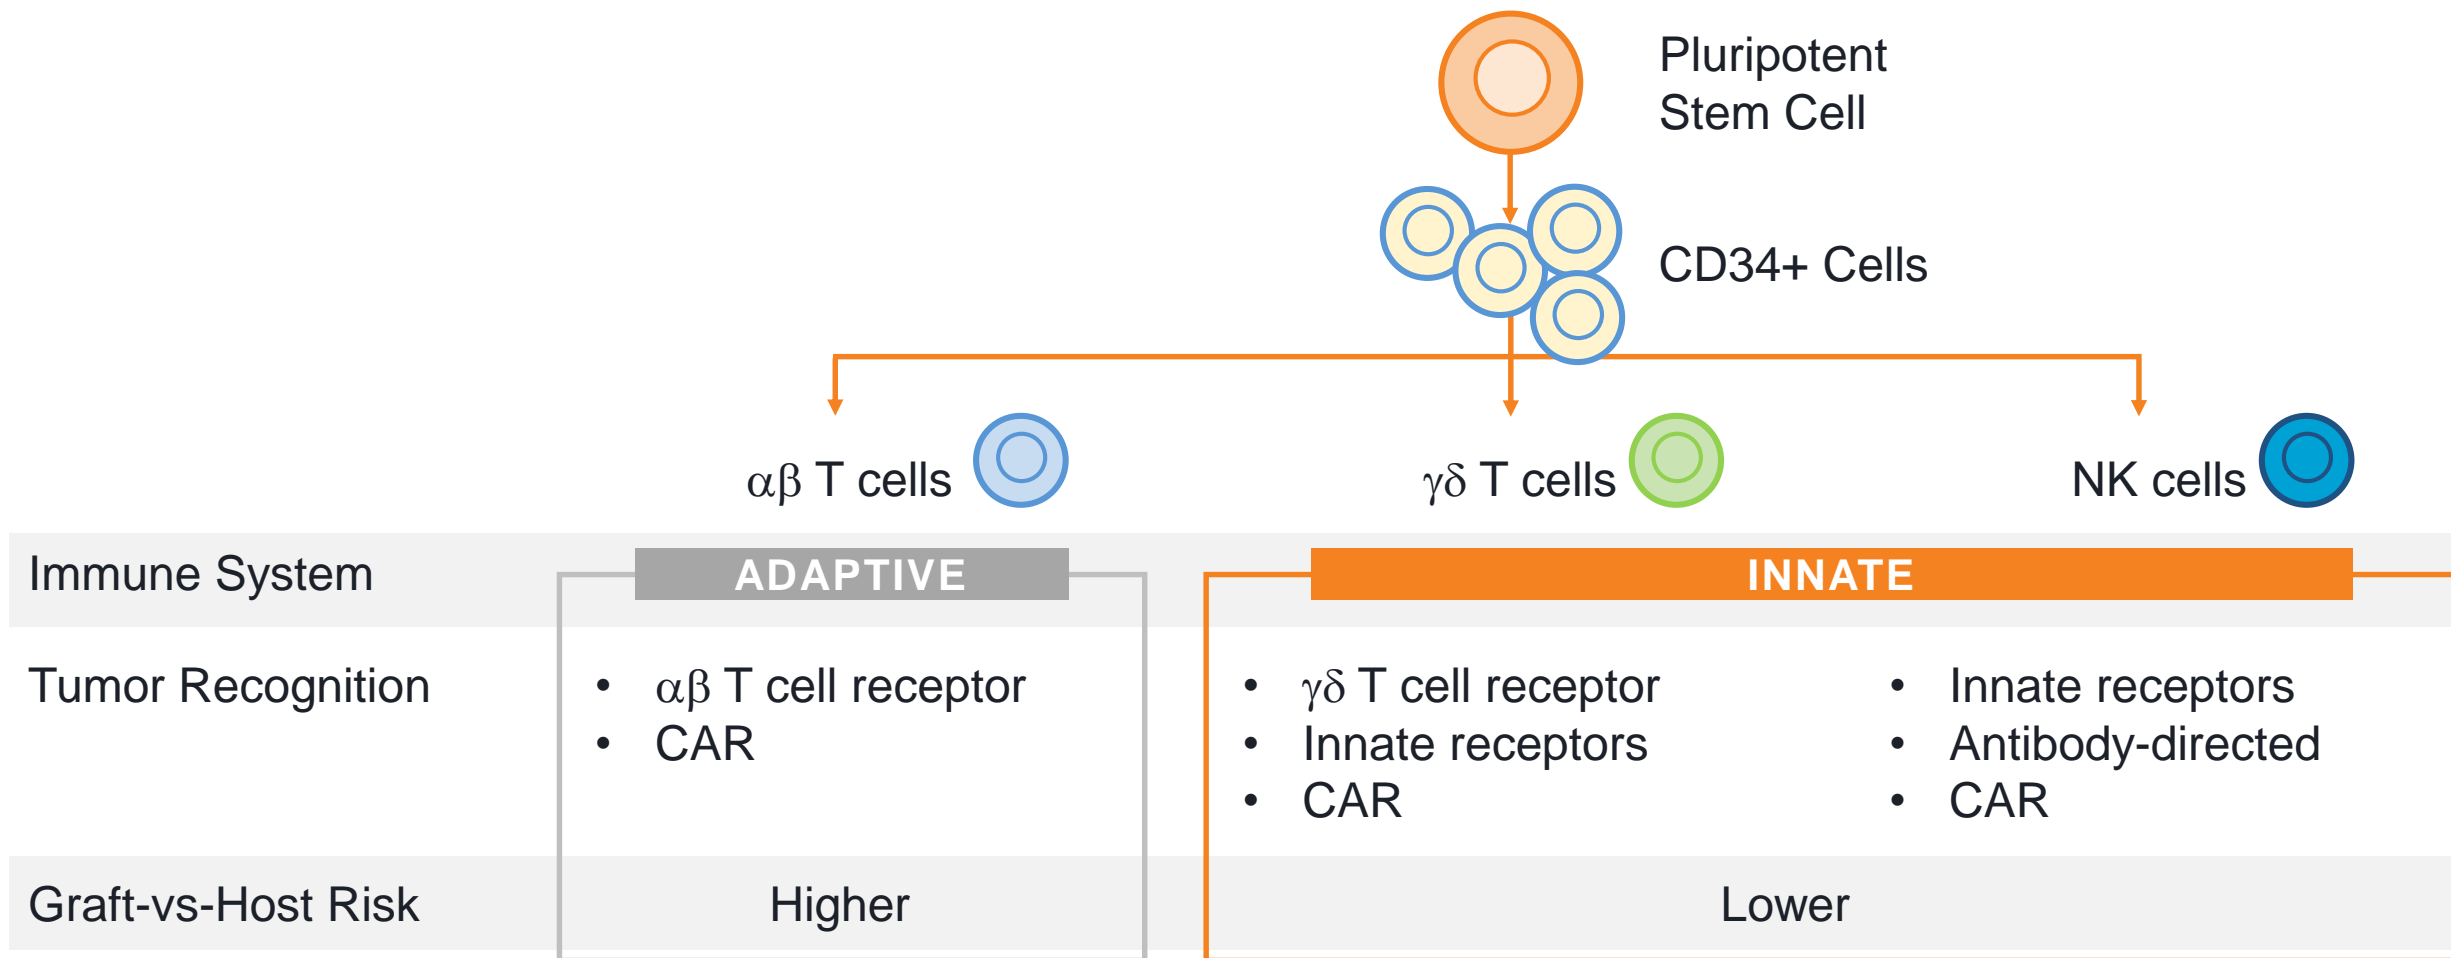 Pluripotent
Stem Cell
CD34+ Cells
αβ T cells
γδ T cells
NK cells
Immune System
ADAPTIVE
INNATE
Tumor Recognition
• αβ T cell receptor
• CAR
• γδ T cell receptor
• Innate receptors
• CAR
• Innate receptors
• Antibody-directed
• CAR
Graft-vs-Host Risk
Higher
Lower